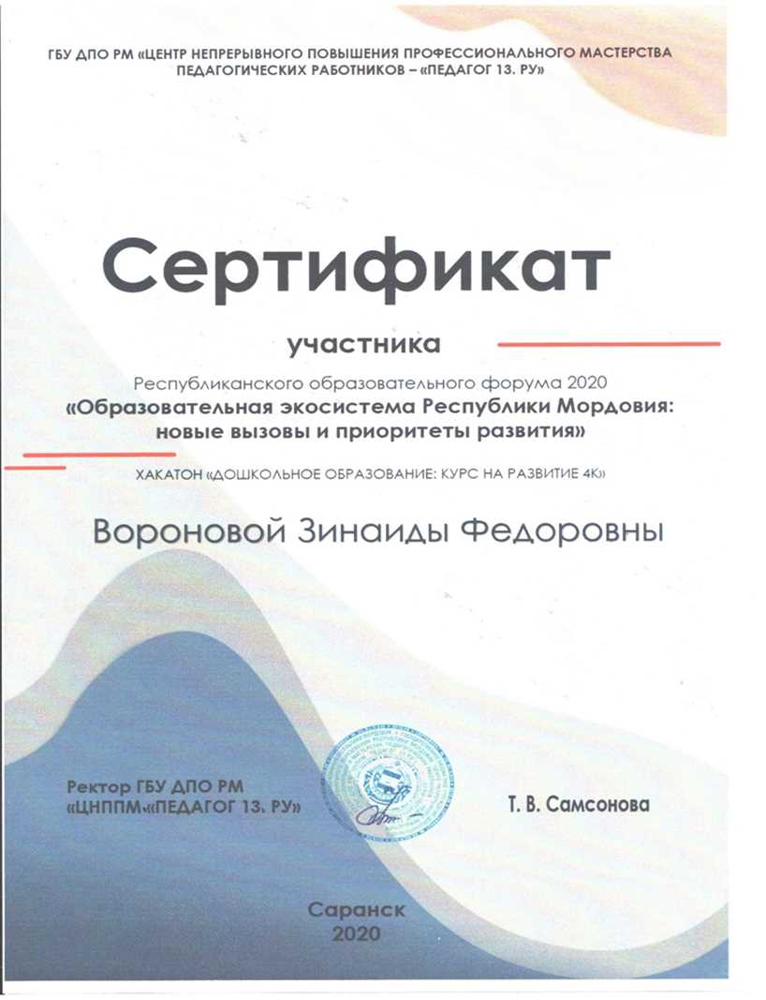 ГБУ ДПО РМ «ЦЕНТР НЕПРЕРЫВНОГО ПОВЫШЕНИЯ ПРОФЕССИОНАЛЬНОГО МАСТЕРСТВА
ПЕДАГОГИЧЕСКИХ РАБОТНИКОВ – «ПЕДАГОГ 13. РУ»
Сертификат
участника
Республиканского образовательного форума 2020
«Образовательная экосистема Республики Мордовия:
новые вызовы и приоритеты развития»
ХАКАТОН «ДОШКОЛЬНОЕ ОБРАЗОВАНИЕ: КУРС НА РАЗВИТИЕ 4К»
Вороновой Зинаиды Федоровны
Ректор ГБУ ДПО РМ
«ЦНППМ-«ПЕДАГОГ 13. РУ»
Т. В. Самсонова
Саранск
2020